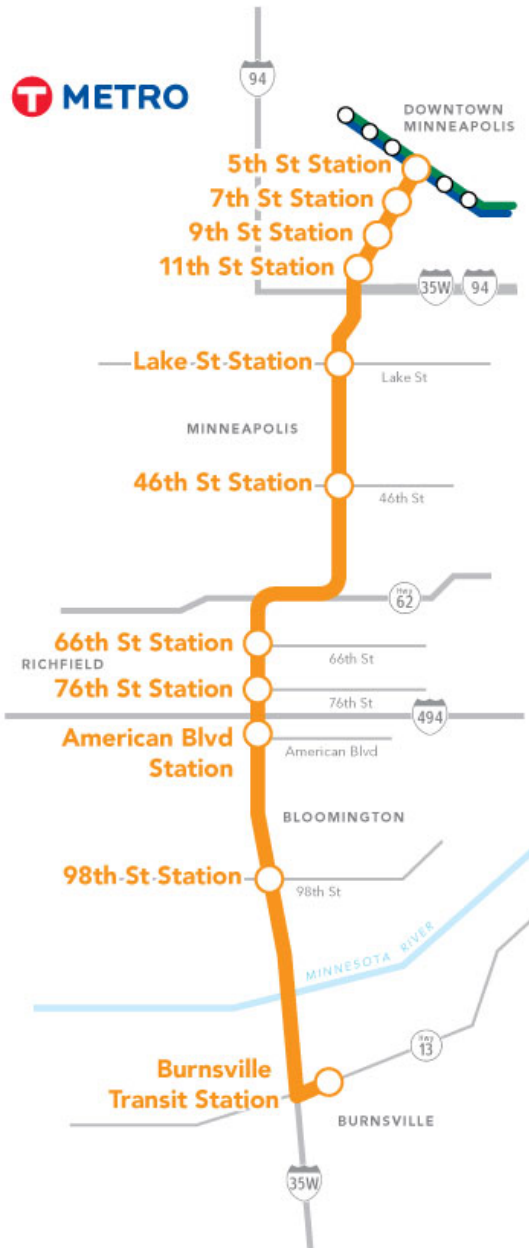 94
T METRO
DOWNTOWN
MINNEAPOLIS
5th St Station
7th St Station
9th St Station
11th St Station
35W
94
Lake St Station
Lake St
MINNEAPOLIS
46th St Station
46th St
Hwy
62
66th St Station
66th St
RICHFIELD
76th St Station
76th St
494
American Blvd
Station
American Blvd
BLOOMINGTON
98th St Station
98th St
MINNESOTA RIVER
Hwy
13
Burnsville
Transit Station
BURNSVILLE
35W